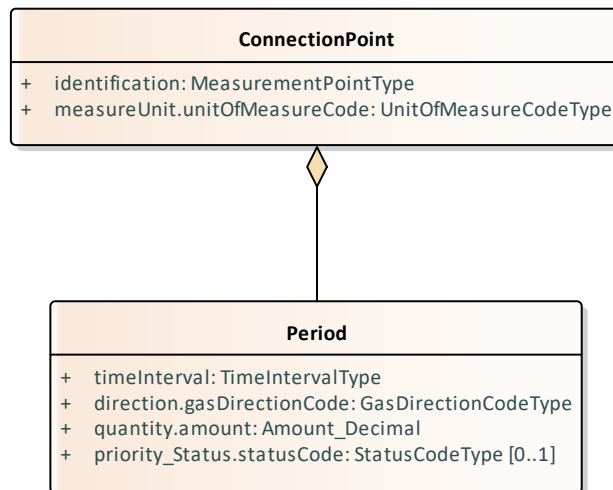 ConnectionPoint
+ identification: MeasurementPointType
+ measureUnit.unitOfMeasureCode: UnitOfMeasureCodeType
Period
+ timeInterval: TimeIntervalType
+ direction.gasDirectionCode: GasDirectionCodeType
+ quantity.amount: Amount_Decimal
+ priority_Status.statusCode: StatusCodeType [0..1]